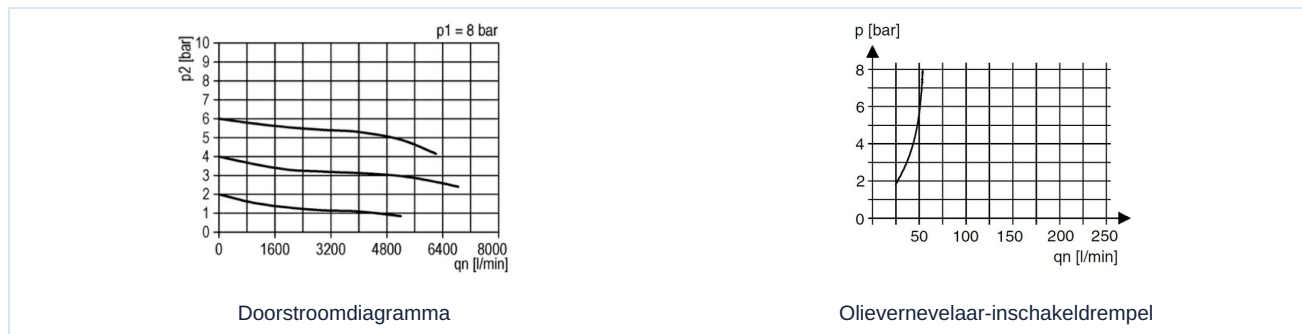 p1 = 8 bar
p2 [bar]
10
9
8
7
6
5
4
3
2
1
0
0 1600 3200 4800 6400 8000
qn [l/min]
Doorstroomdiagramma
p [bar]
8
6
4
2
0
50 100 150 200 250
qn [l/min]
Olievernevelaar-inschakeldrempel